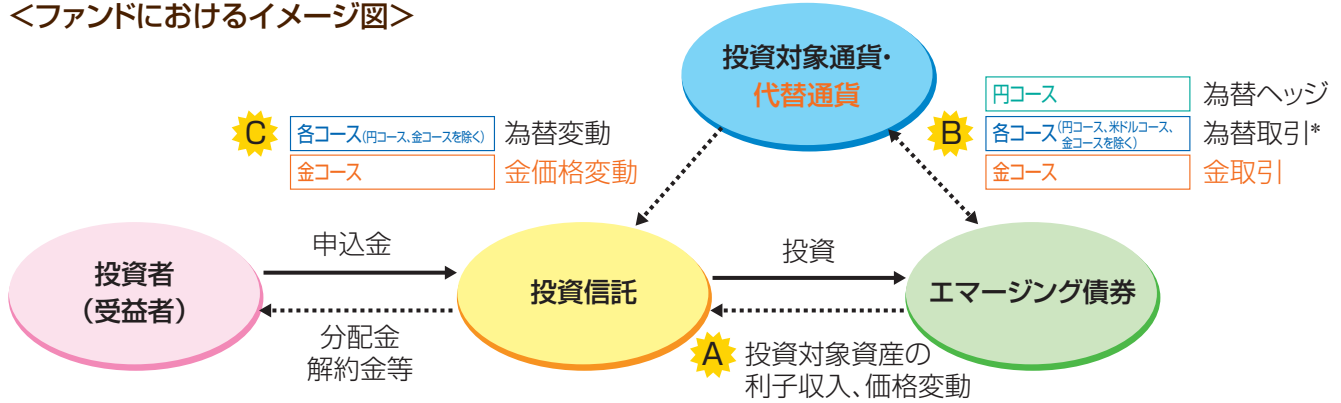 ＜ファンドにおけるイメージ図＞
投資対象通貨・
代替通貨
C
各コース(円コース、金コースを除く) 為替変動
金コース 金価格変動
B
円コース 為替ヘッジ
各コース(円コース、米ドルコース、
金コースを除く) 為替取引*
金コース 金取引
投資者
（受益者）
申込金
分配金
解約金等
投資信託
投資
エマージング債券
A
投資対象資産の
利子収入、価格変動